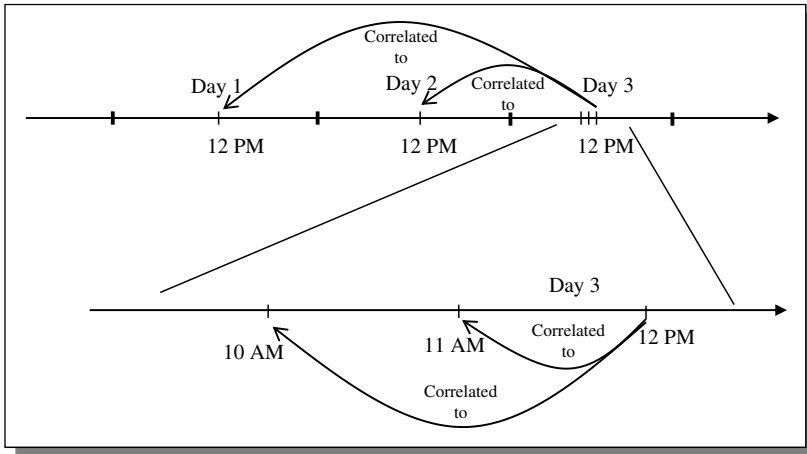 Correlated
to
Day 1
Day 2
Correlated
to
Day 3
12 PM
12 PM
12 PM
Day 3
10 AM
11 AM
Correlated
to
12 PM
Correlated
to